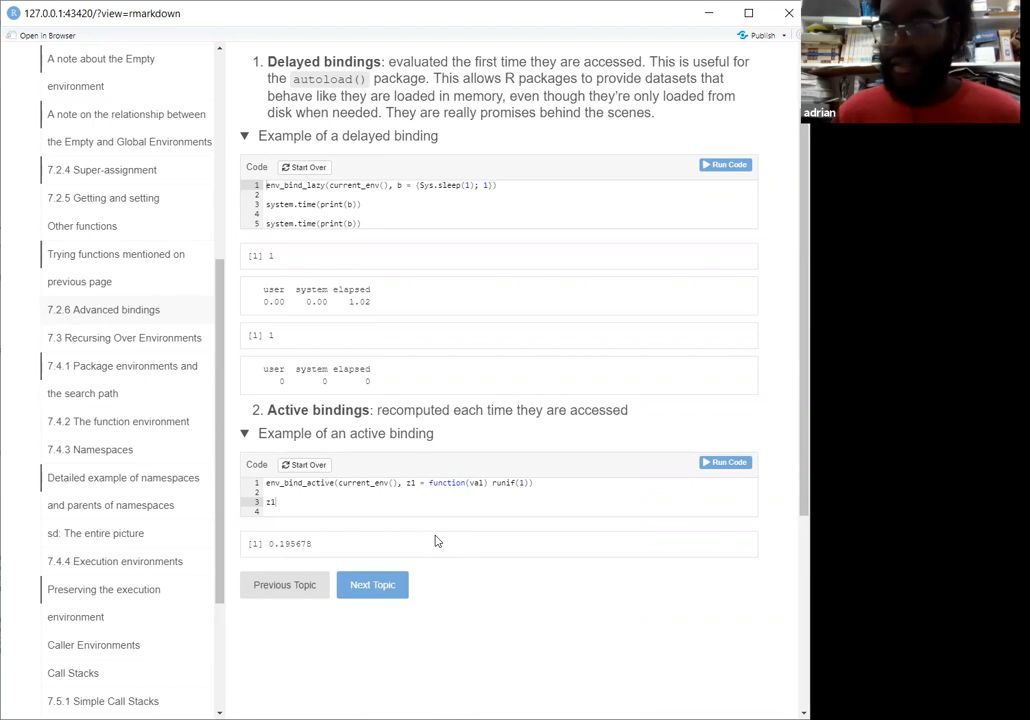 127.0.0.1:43420/?view=rmarkdown
Open in Browser
Publish
A note about the Empty
environment
A note on the relationship between
the Empty and Global Environments
7.2.4 Super-assignment
7.2.5 Getting and setting
Other functions
Trying functions mentioned on
previous page
7.2.6 Advanced bindings
7.3 Recursing Over Environments
7.4.1 Package environments and
the search path
7.4.2 The function environment
7.4.3 Namespaces
Detailed example of namespaces
and parents of namespaces
sd: The entire picture
7.4.4 Execution environments
Preserving the execution
environment
Caller Environments
Call Stacks
7.5.1 Simple Call Stacks
1. Delayed bindings: evaluated the first time they are accessed. This is useful for
the autoload() package. This allows R packages to provide datasets that
behave like they are loaded in memory, even though they're only loaded from
disk when needed. They are really promises behind the scenes.
Example of a delayed binding
Code Start Over Run Code
1 env_bind_lazy(current_env(), b = {Sys.sleep(1); 1})
2
3 system.time(print(b))
4
5 system.time(print(b))
[1] 1
user system elapsed
0.00 0.00 1.02
[1] 1
user system elapsed
0 0 0
2. Active bindings: recomputed each time they are accessed
Example of an active binding
Code Start Over Run Code
1 env_bind_active(current_env(), z1 = function(val) runif(1))
2
3 z1
4
[1] 0.195678
Previous Topic Next Topic
adrian